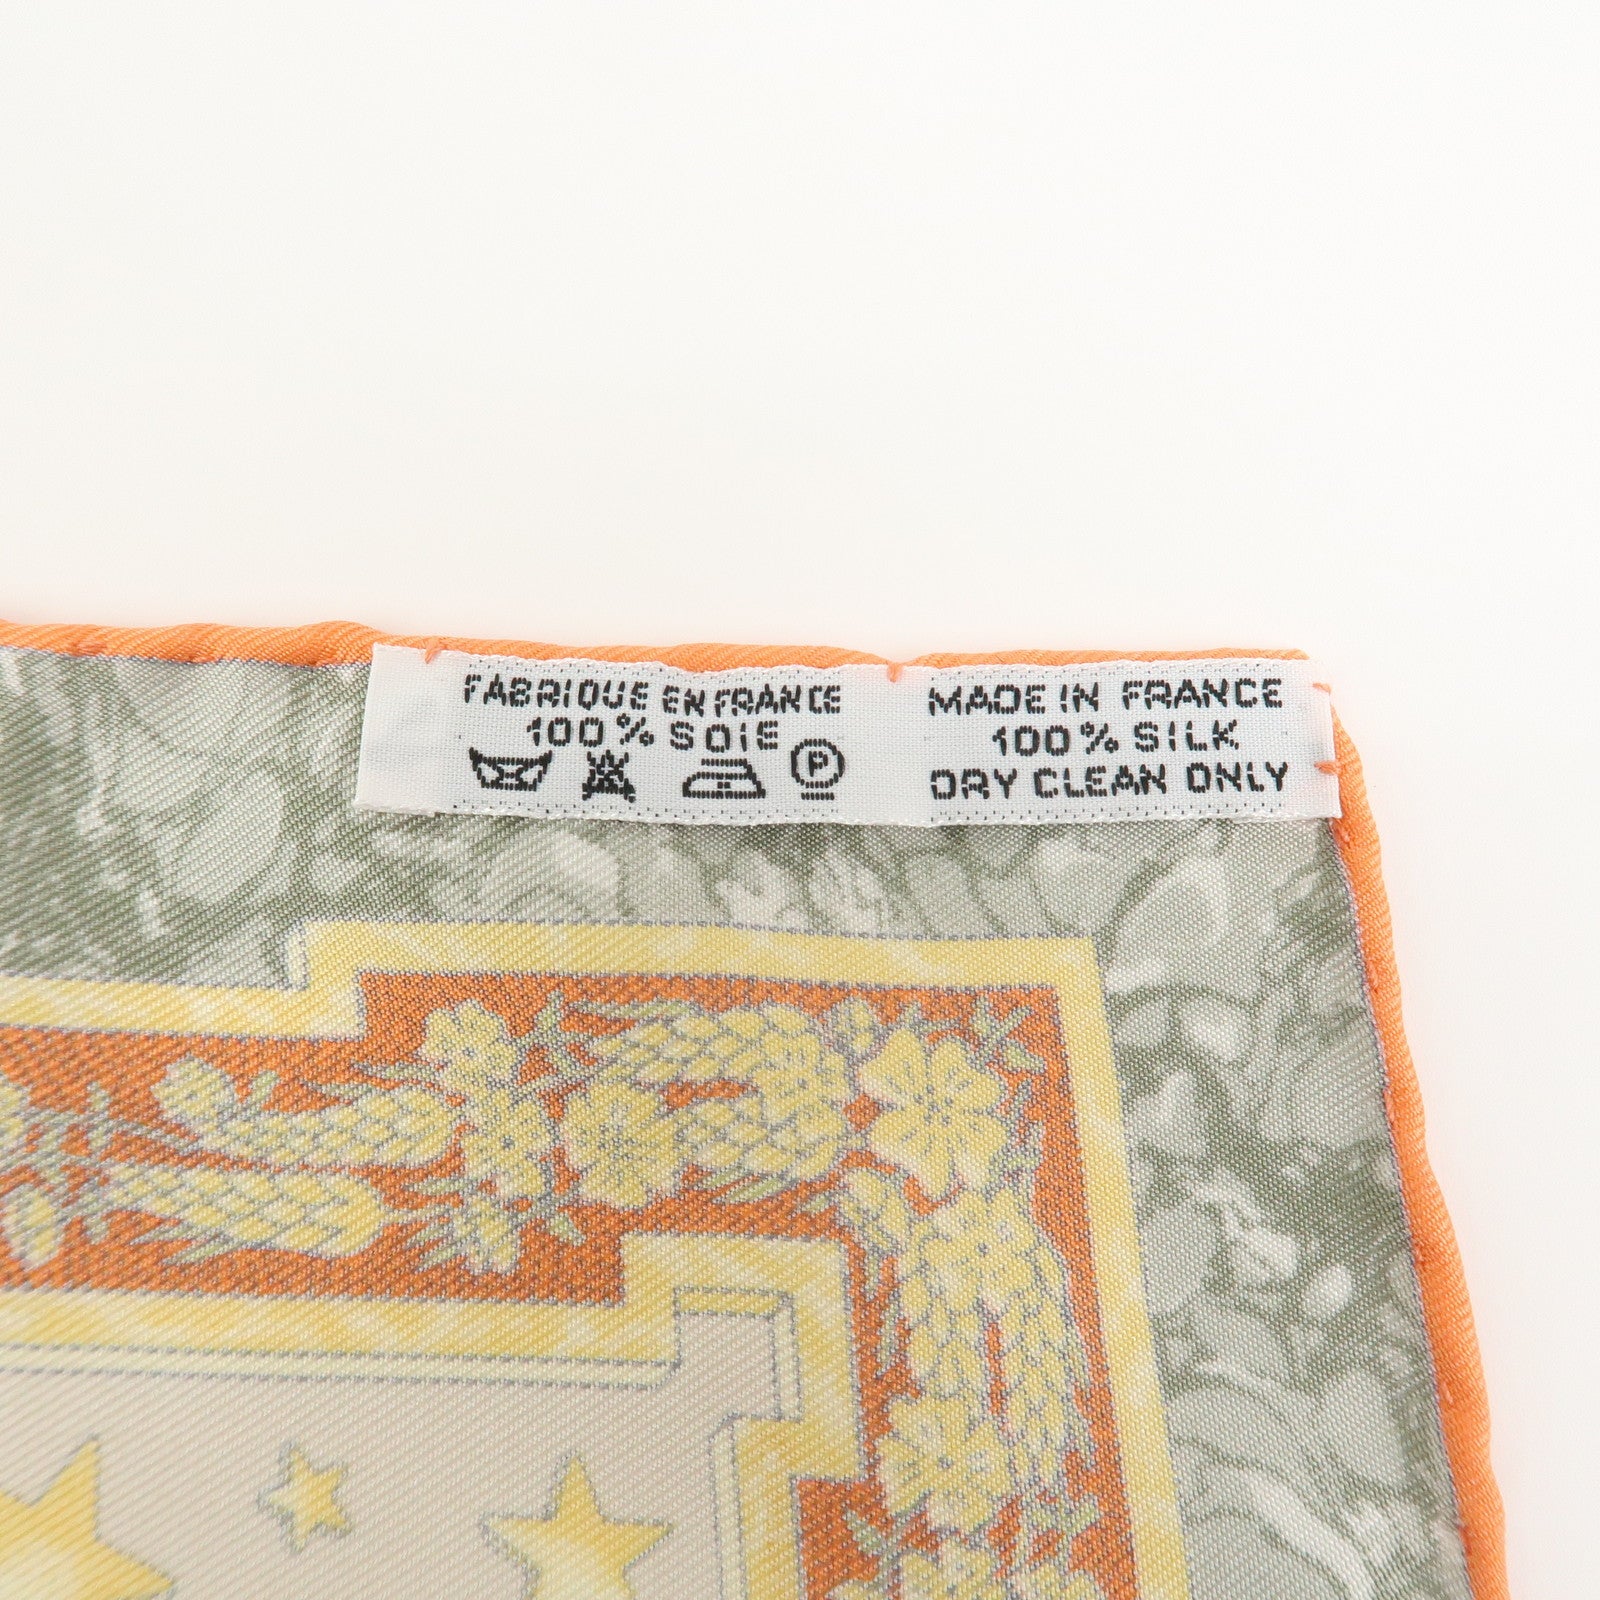 FABRIQUE EN FRANCE
100% SOIE
P
MADE IN FRANCE
100% SILK
DRY CLEAN ONLY